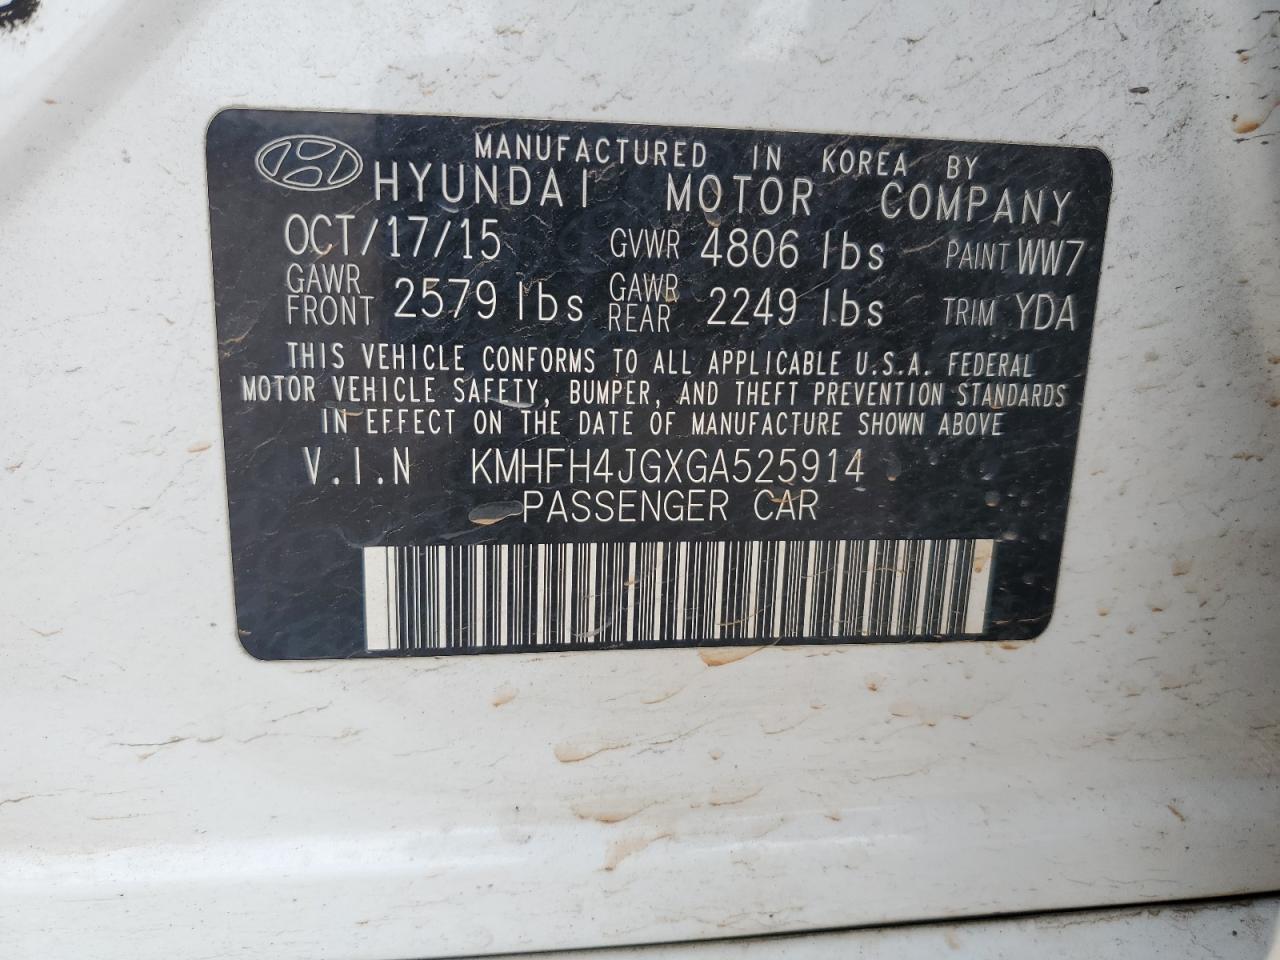 MANUFACTURED IN KOREA BY
HYUNDAI MOTOR COMPANY
OCT/17/15 GVWR 4806 lbs PAINT WW7
GAWR FRONT 2579 lbs GAWR REAR 2249 lbs TRIM YDA
THIS VEHICLE CONFORMS TO ALL APPLICABLE U.S.A. FEDERAL
MOTOR VEHICLE SAFETY, BUMPER, AND THEFT PREVENTION STANDARDS
IN EFFECT ON THE DATE OF MANUFACTURE SHOWN ABOVE
V.I.N KMHFH4JGXGA525914
PASSENGER CAR